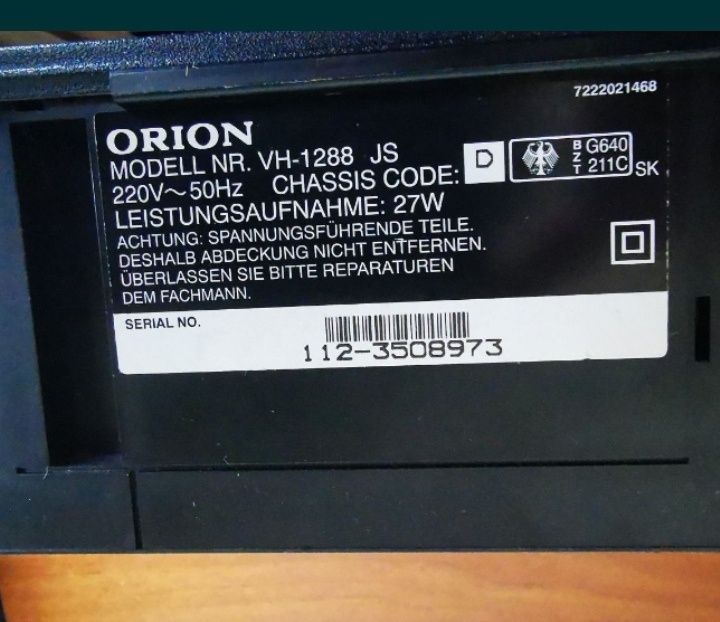 7222021468
ORION
MODELL NR. VH-1288 JS
220V~50Hz CHASSIS CODE: D
BZT G640 211C SK
LEISTUNGSAUFNAHME: 27W
ACHTUNG: SPANNUNGSFÜHRENDE TEILE.
DESHALB ABDECKUNG NICHT ENTFERNEN.
ÜBERLASSEN SIE BITTE REPARATUREN
DEM FACHMANN.
SERIAL NO.
112-3508973